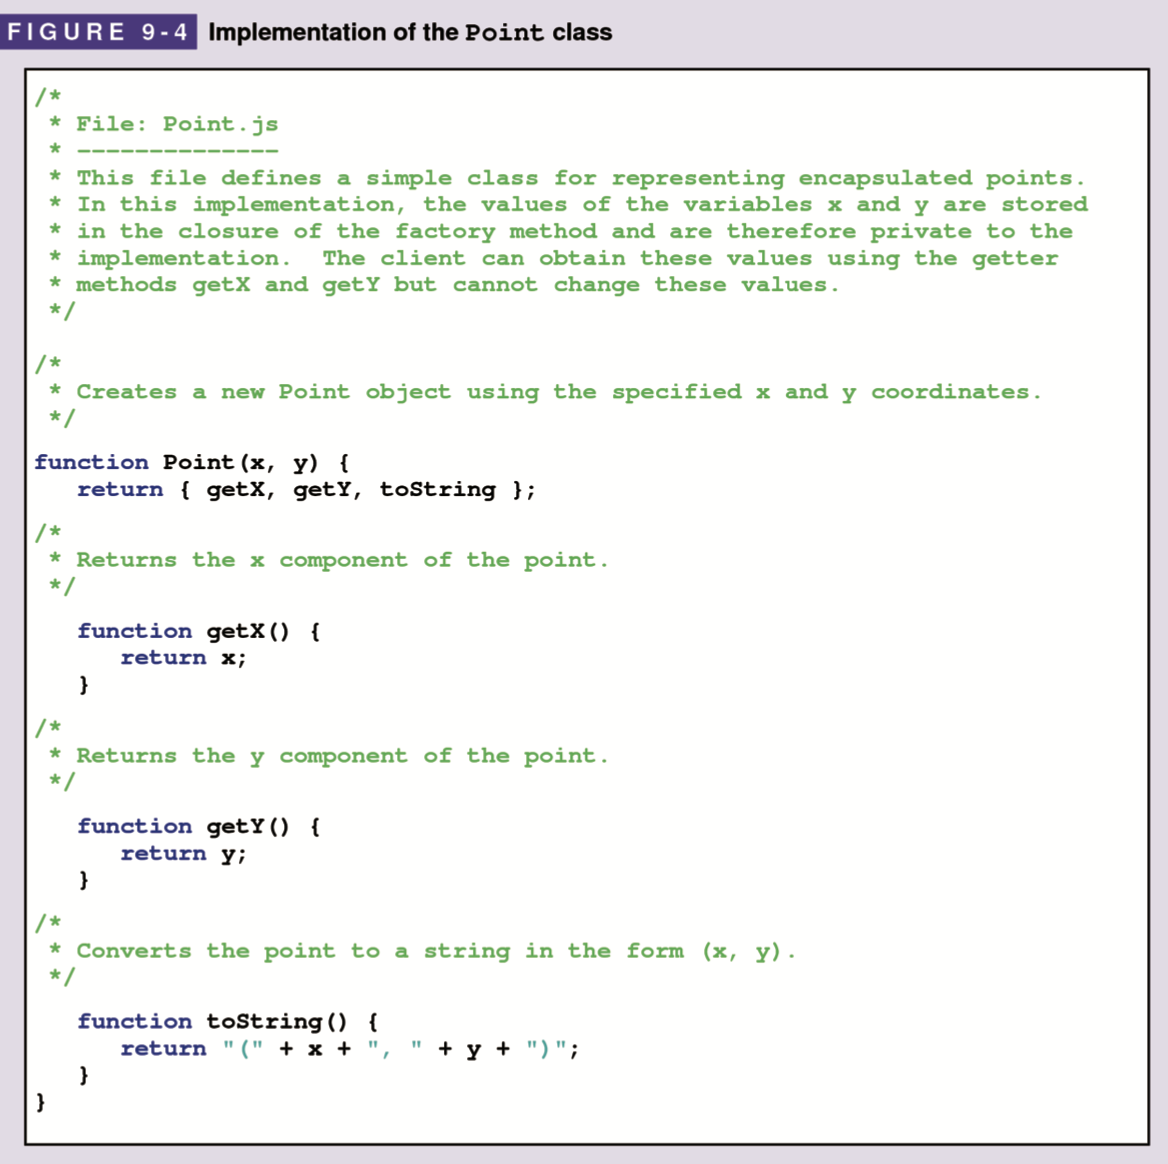 FIGURE 9-4 Implementation of the Point class
/*
 * File: Point.js
 * --------------
 * This file defines a simple class for representing encapsulated points.
 * In this implementation, the values of the variables x and y are stored
 * in the closure of the factory method and are therefore private to the
 * implementation.  The client can obtain these values using the getter
 * methods getX and getY but cannot change these values.
 */
/*
 * Creates a new Point object using the specified x and y coordinates.
 */
function Point(x, y) {
   return { getX, getY, toString };
/*
 * Returns the x component of the point.
 */
   function getX() {
      return x;
   }
/*
 * Returns the y component of the point.
 */
   function getY() {
      return y;
   }
/*
 * Converts the point to a string in the form (x, y).
 */
   function toString() {
      return "(" + x + ", " + y + ")";
   }
}